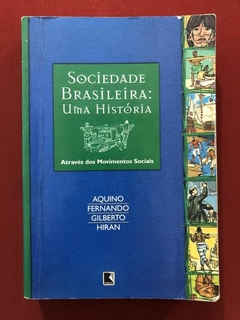 SOCIEDADE
BRASILEIRA:
UMA HISTÓRIA
Através dos Movimentos Sociais
AQUINO
FERNANDO
GILBERTO
HIRAN